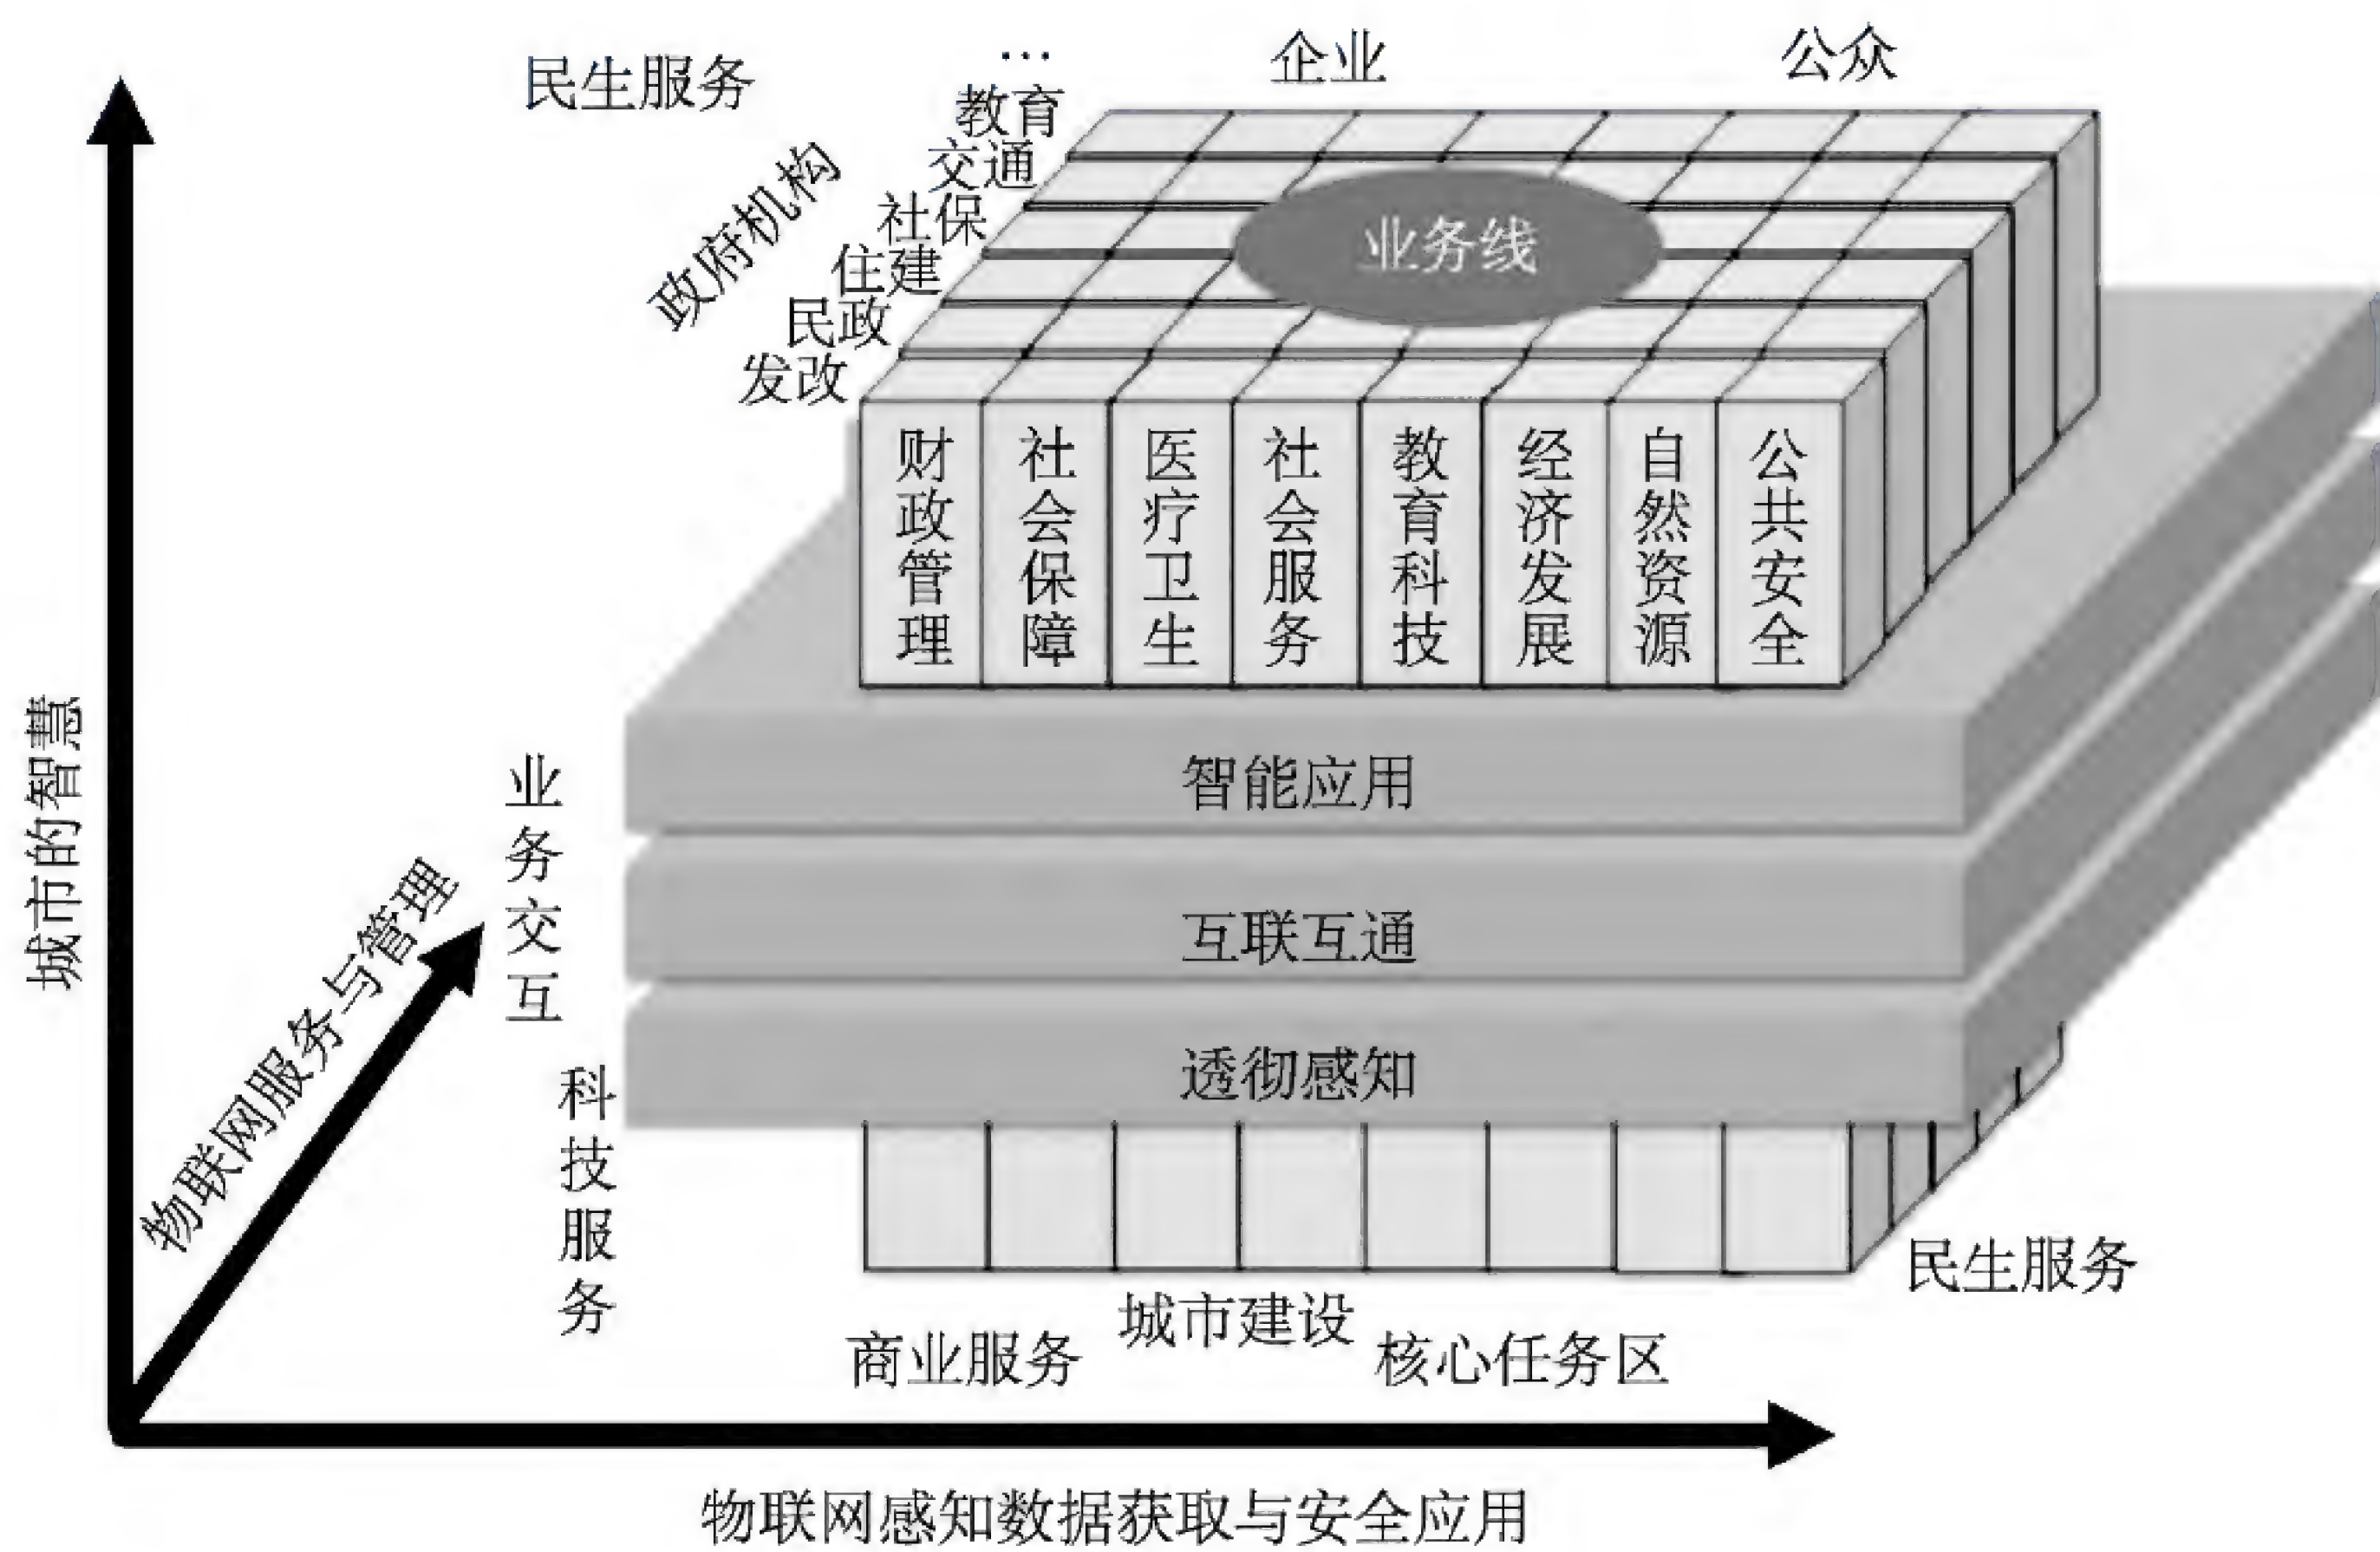 民生服务
…
企业
公众
教育
交通
社保
住建
民政
发改
政府机构
业务线
财政管理
社会保障
医疗卫生
社会服务
教育科技
经济发展
自然资源
公共安全
智能应用
互联互通
透彻感知
业务交互
科技服务
城市的智慧
物联网服务与管理
民生服务
城市建设
商业服务
核心任务区
物联网感知数据获取与安全应用